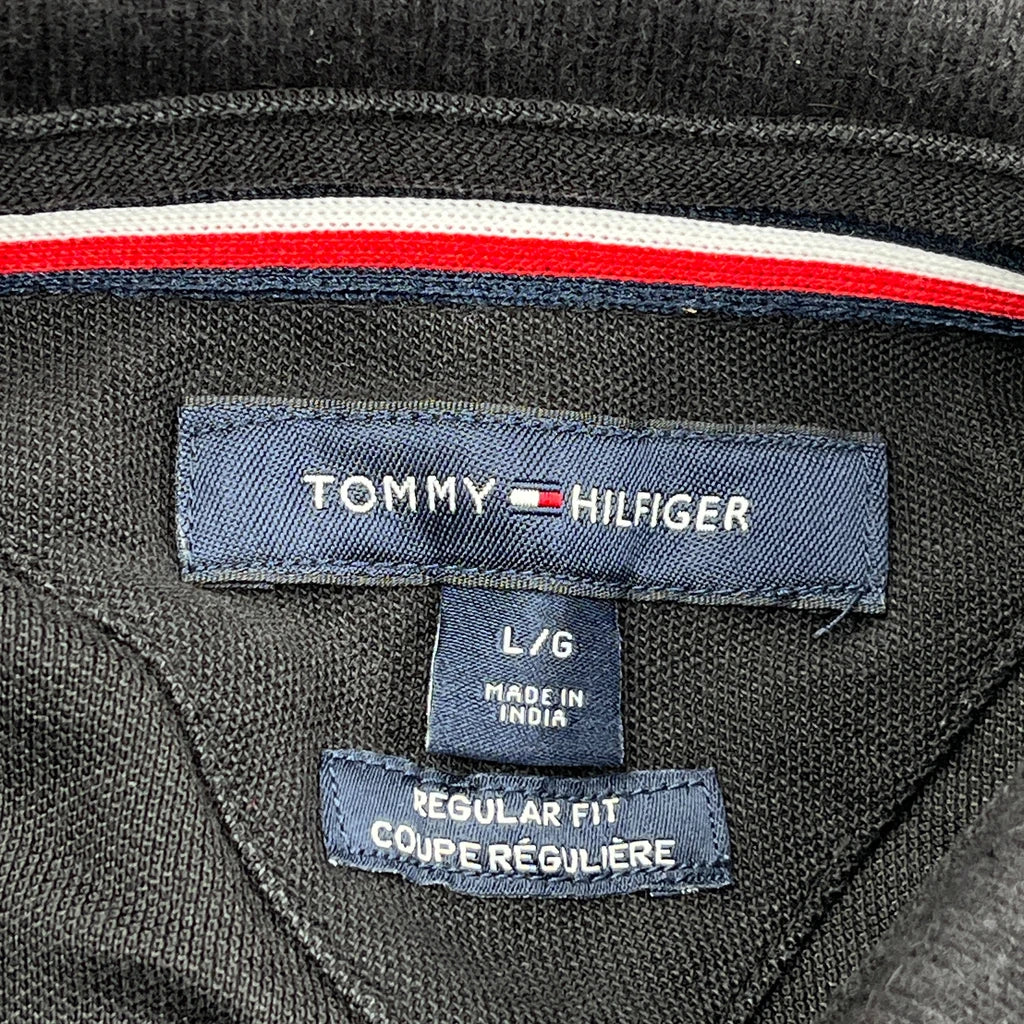 TOMMY HILFIGER
L/G
MADE IN
INDIA
REGULAR FIT
COUPE RÉGULIÈRE